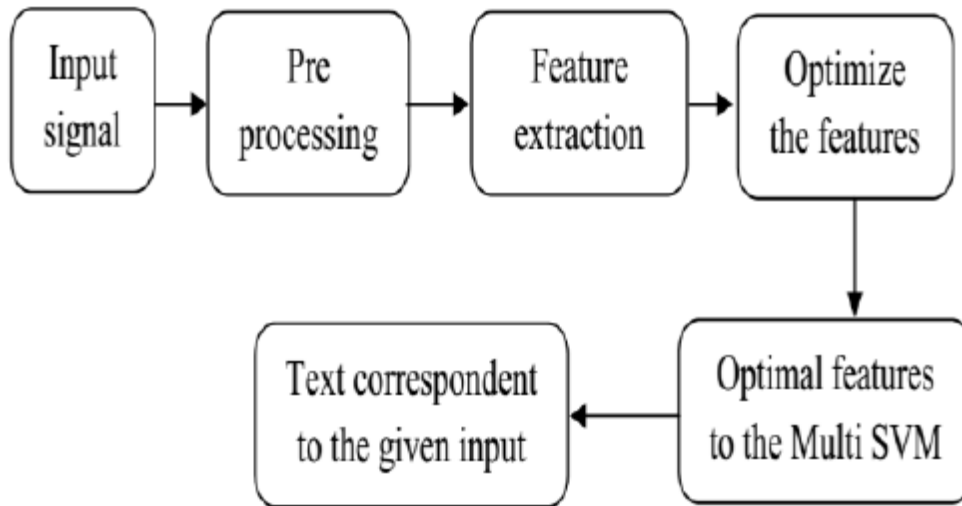 Input
signal
Pre
processing
Feature
extraction
Optimize
the features
Optimal features
to the Multi SVM
Text correspondent
to the given input